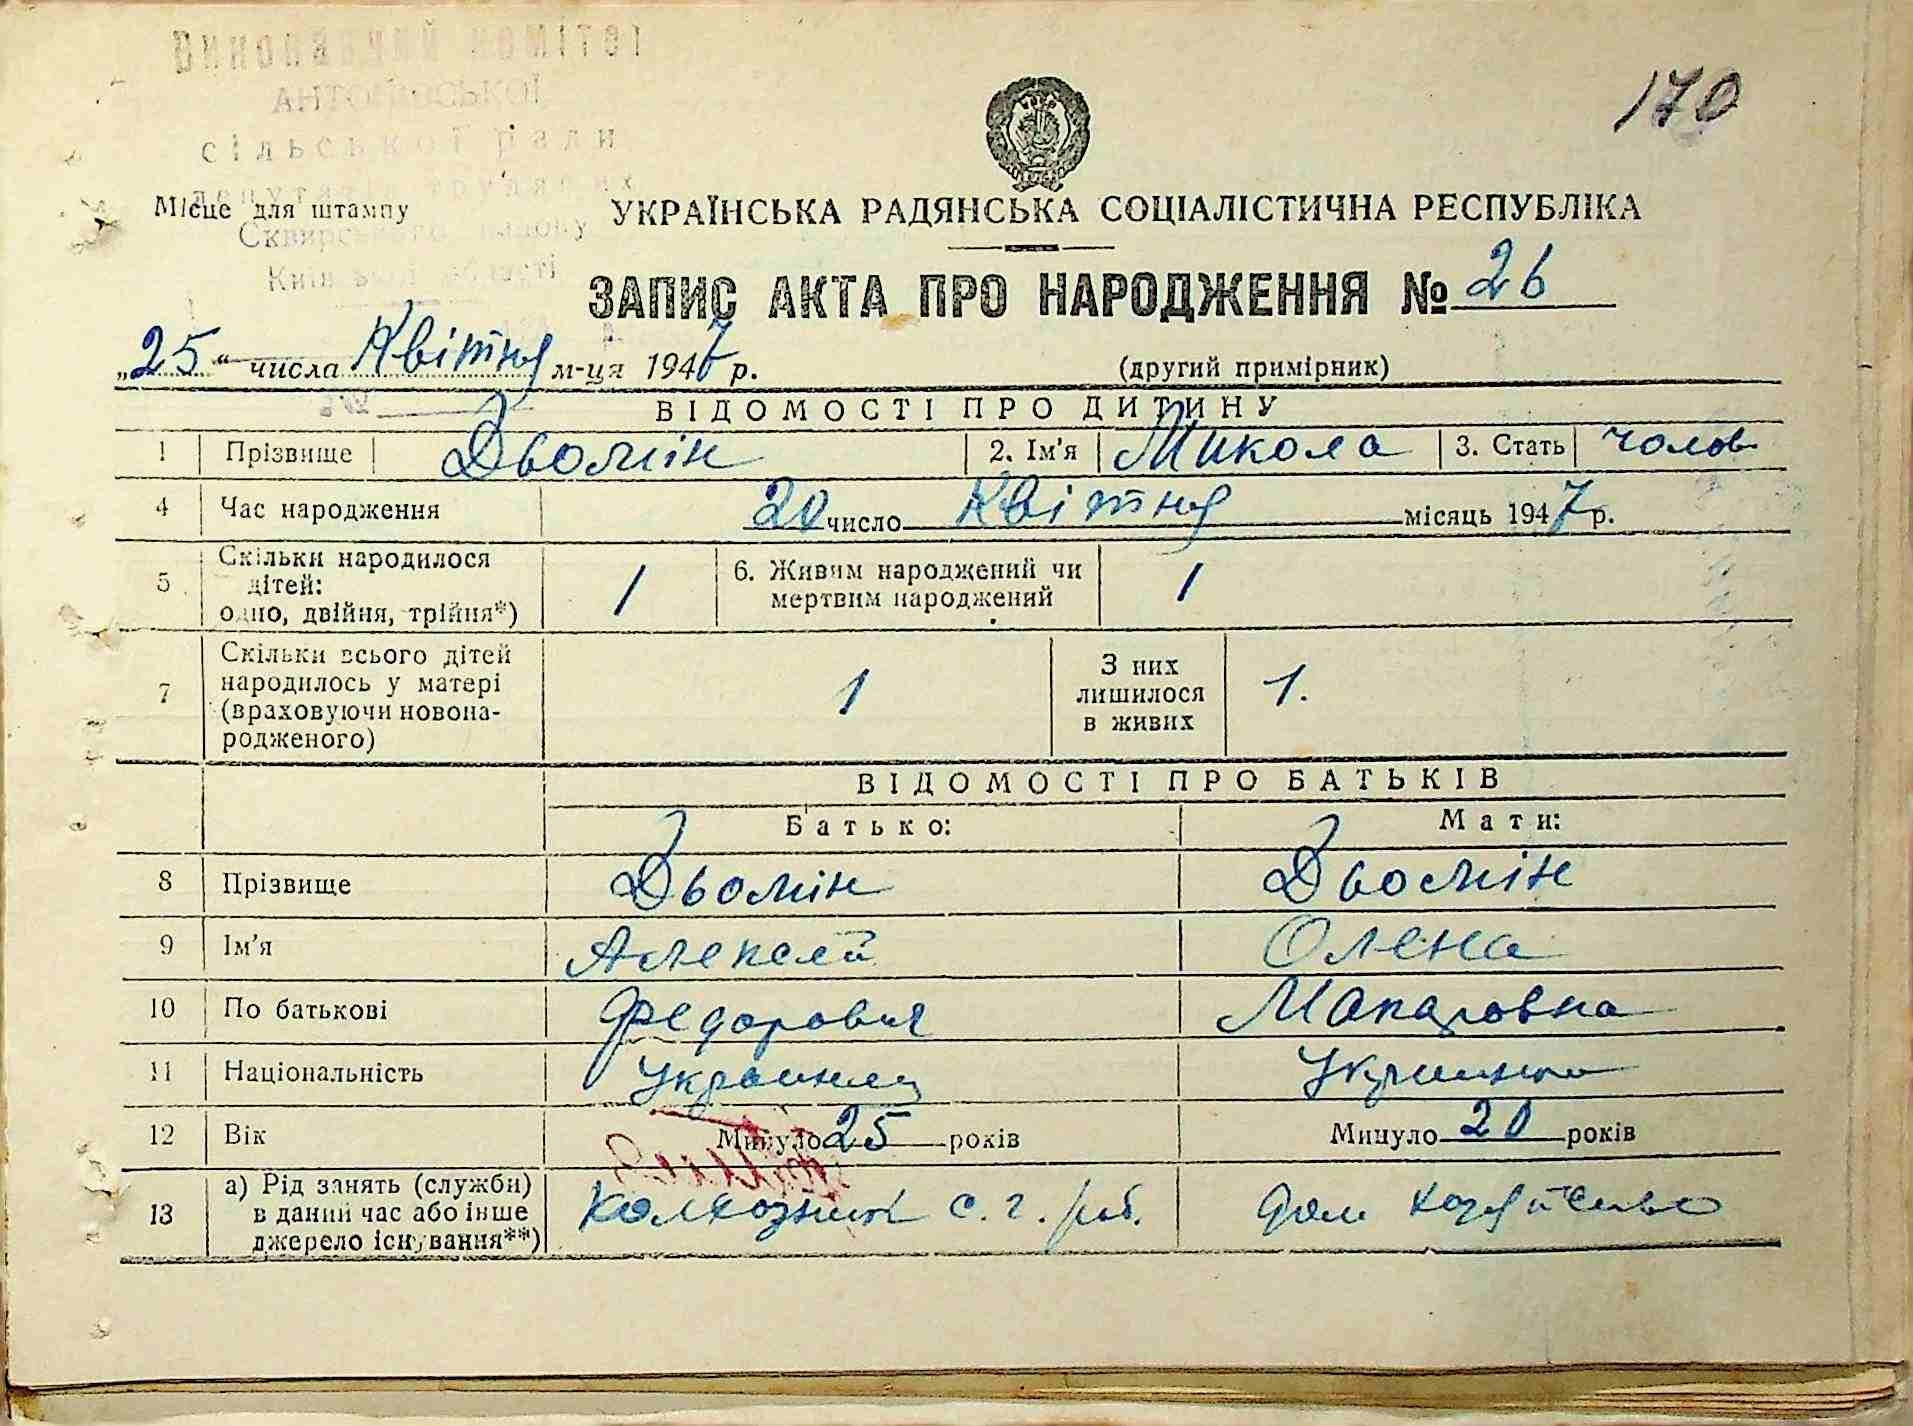 170
АНТОНІВСЬКОЇ
сільської ради
депутатів трудящих
Місце для штампу
Сквирського району
Київської області
УКРАЇНСЬКА РАДЯНСЬКА СОЦІАЛІСТИЧНА РЕСПУБЛІКА
ЗАПИС АКТА ПРО НАРОДЖЕННЯ № 26
„25“ числа Квітня м-ця 1947 р.
(другий примірник)
ВІДОМОСТІ ПРО ДИТИНУ
1 Прізвище Дьомін 2. Ім'я Микола 3. Стать чолов
4 Час народження 20 число Квітня місяць 1947 р.
5 Скільки народилося дітей: одно, двійня, трійня*) 1 6. Живим народжений чи мертвим народжений 1
7 Скільки всього дітей народилось у матері (враховуючи новонародженого) 1 З них лишилося в живих 1.
ВІДОМОСТІ ПРО БАТЬКІВ
Батько: Мати:
8 Прізвище Дьомін Дьомін
9 Ім'я Алексей Олена
10 По батькові Федорович Макаровна
11 Національність Украинец Украинка
12 Вік Минуло 25 років Минуло 20 років
13 а) Рід занять (служби) в даний час або інше джерело існування**) Колхозник с. г. роб. Дом хозяйство